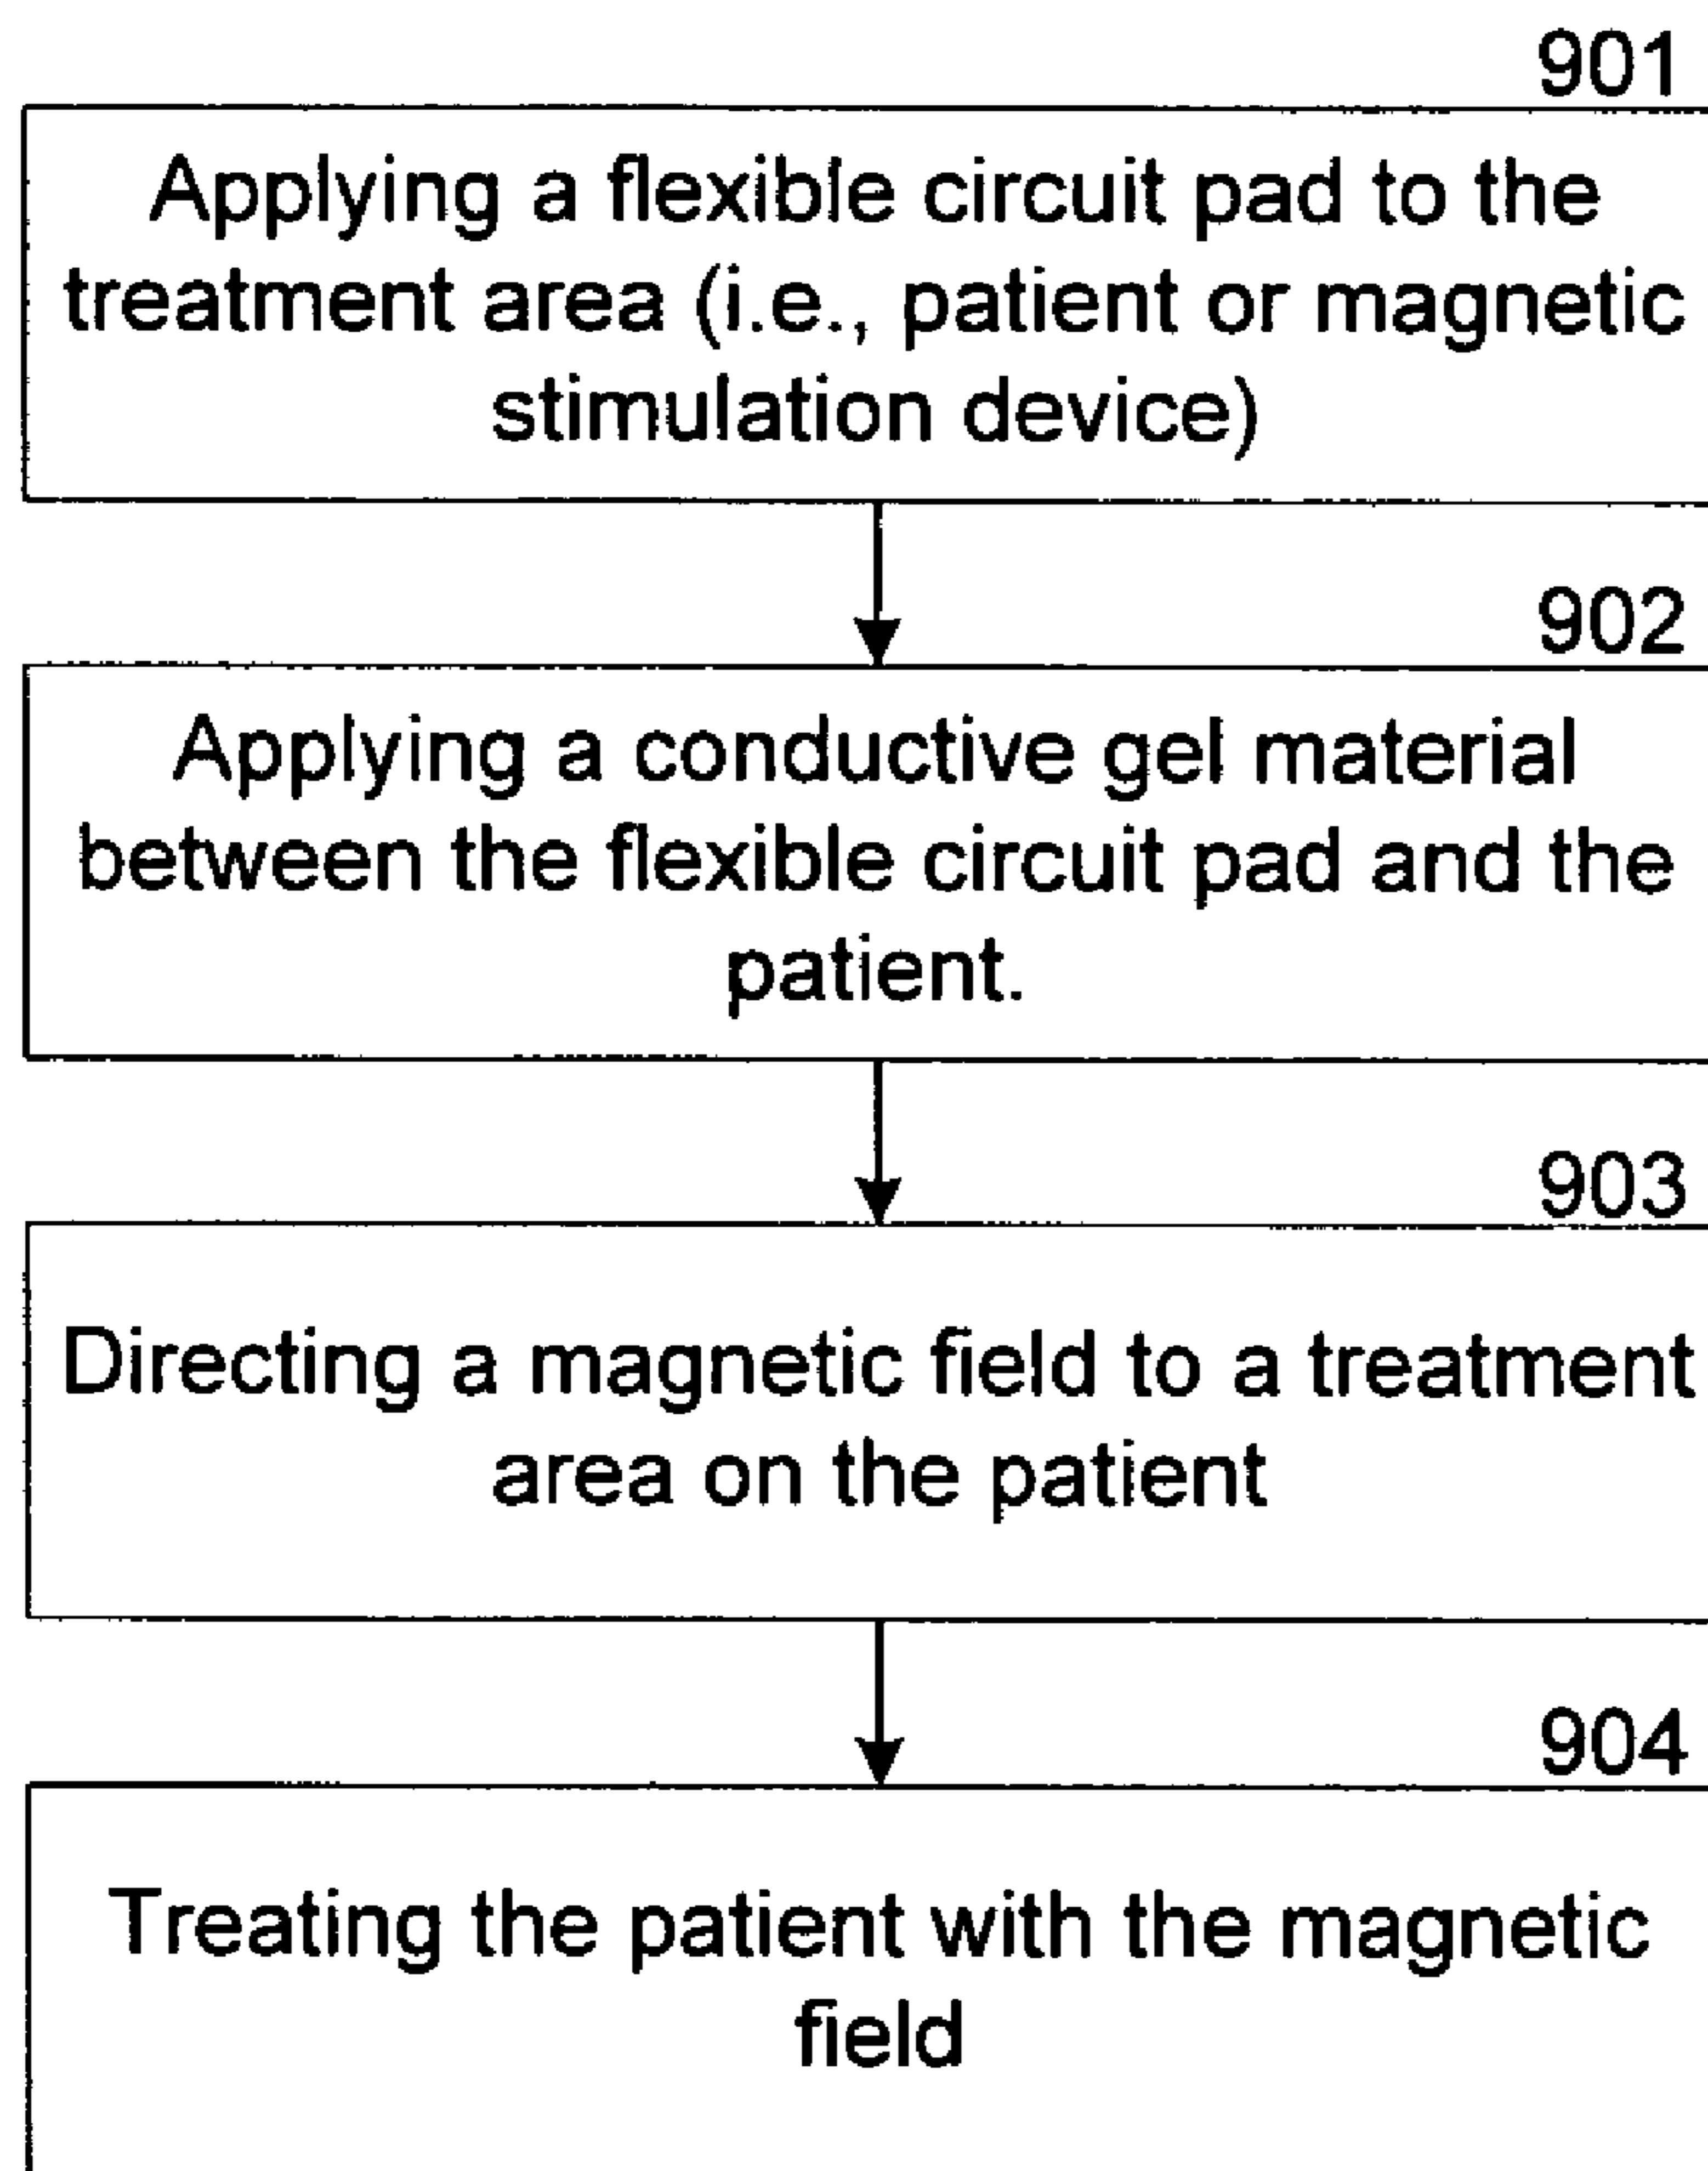 901
Applying a flexible circuit pad to the
treatment area (i.e., patient or magnetic
stimulation device)
902
Applying a conductive gel material
between the flexible circuit pad and the
patient.
903
Directing a magnetic field to a treatment
area on the patient
904
Treating the patient with the magnetic
field